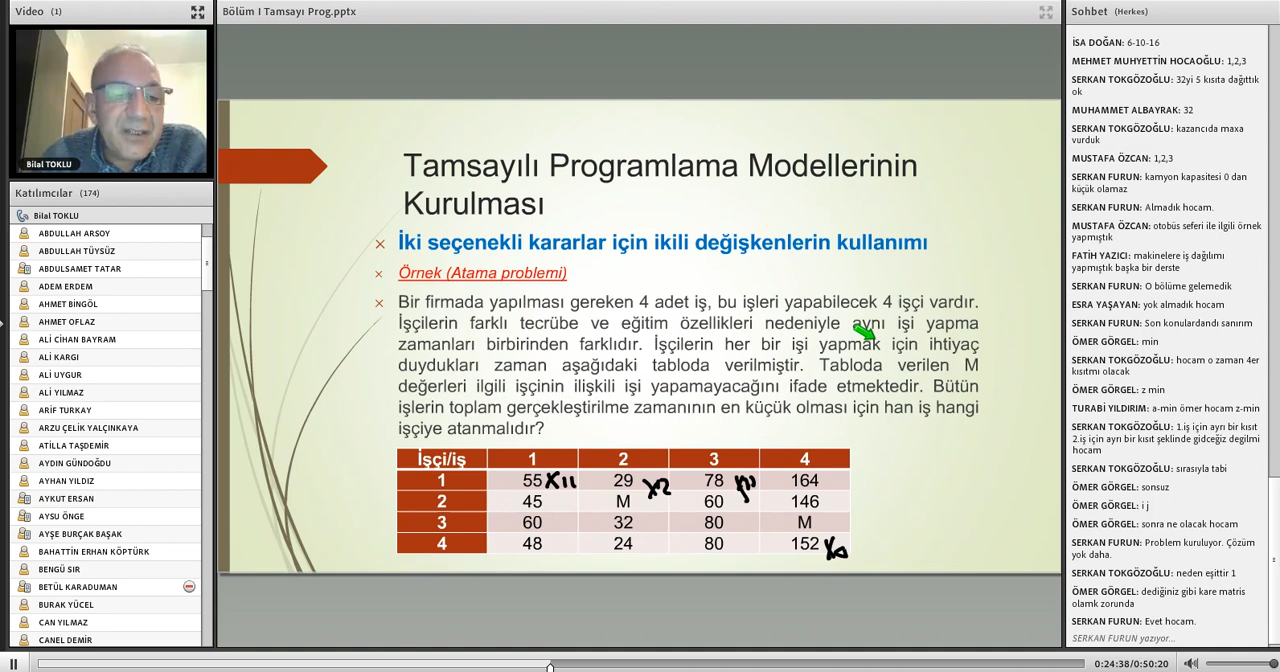 Video (1)
Bilal TOKLU
Katılımcılar (174)
Bilal TOKLU
ABDULLAH ARSOY
ABDULLAH TÜYSÜZ
ABDULSAMET TATAR
ADEM ERDEM
AHMET BİNGÖL
AHMET OFLAZ
ALİ CİHAN BAYRAM
ALİ KARGI
ALİ UYGUR
ALİ YILMAZ
ARİF TURKAY
ARZU ÇELİK YALÇINKAYA
ATİLLA TAŞDEMİR
AYDIN GÜNDOĞDU
AYHAN YILDIZ
AYKUT ERSAN
AYSU ÖNGE
AYŞE BURÇAK BAŞAK
BAHATTİN ERHAN KÖPTÜRK
BENGÜ SIR
BETÜL KARADUMAN
BURAK YÜCEL
CAN YILMAZ
CANEL DEMİR
Bölüm I Tamsayı Prog.pptx
Tamsayılı Programlama Modellerinin
Kurulması
İki seçenekli kararlar için ikili değişkenlerin kullanımı
Örnek (Atama problemi)
Bir firmada yapılması gereken 4 adet iş, bu işleri yapabilecek 4 işçi vardır.
İşçilerin farklı tecrübe ve eğitim özellikleri nedeniyle aynı işi yapma
zamanları birbirinden farklıdır. İşçilerin her bir işi yapmak için ihtiyaç
duydukları zaman aşağıdaki tabloda verilmiştir. Tabloda verilen M
değerleri ilgili işçinin ilişkili işi yapamayacağını ifade etmektedir. Bütün
işlerin toplam gerçekleştirilme zamanının en küçük olması için han iş hangi
işçiye atanmalıdır?
İşçi/iş 1 2 3 4
1 55 X11 29 78 164
2 45 M 60 146
3 60 32 80 M
4 48 24 80 152
Sohbet (Herkes)
İSA DOĞAN: 6-10-16
MEHMET MUHYETTİN HOCAOĞLU: 1,2,3
SERKAN TOKGÖZOĞLU: 32yi 5 kısıta dağıttık
ok
MUHAMMET ALBAYRAK: 32
SERKAN TOKGÖZOĞLU: kazancıda maxa
vurduk
MUSTAFA ÖZCAN: 1,2,3
SERKAN FURUN: kamyon kapasitesi 0 dan
küçük olamaz
SERKAN FURUN: Almadık hocam.
MUSTAFA ÖZCAN: otobüs seferi ile ilgili örnek
yapmıştık
FATİH YAZICI: makinelere iş dağılımı
yapmıştık başka bir derste
SERKAN FURUN: O bölüme gelemedik
ESRA YAŞAYAN: yok almadık hocam
SERKAN FURUN: Son konulardandı sanırım
ÖMER GÖRGEL: min
SERKAN TOKGÖZOĞLU: hocam o zaman 4er
kısıtmı olacak
ÖMER GÖRGEL: z min
TURABİ YILDIRIM: a-min ömer hocam z-min
SERKAN TOKGÖZOĞLU: 1.iş için ayrı bir kısıt
2.iş için ayrı bir kısıt şeklinde gidceğiz degilmi
hocam
SERKAN TOKGÖZOĞLU: sırasıyla tabi
ÖMER GÖRGEL: sonsuz
ÖMER GÖRGEL: i j
ÖMER GÖRGEL: sonra ne olacak hocam
SERKAN FURUN: Problem kuruluyor. Çözüm
yok daha.
SERKAN TOKGÖZOĞLU: neden eşittir 1
ÖMER GÖRGEL: dediğiniz gibi kare matris
olamk zorunda
SERKAN FURUN: Evet hocam.
SERKAN FURUN yazıyor...
0:24:38/0:50:20